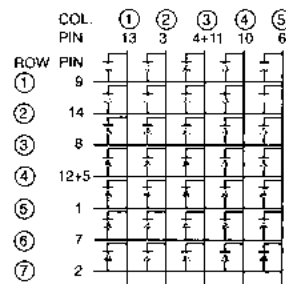 COL. ① ② ③ ④ ⑤
PIN 13 3 4+11 10 6
ROW PIN
① 9
② 14
③ 8
④ 12+5
⑤ 1
⑥ 7
⑦ 2